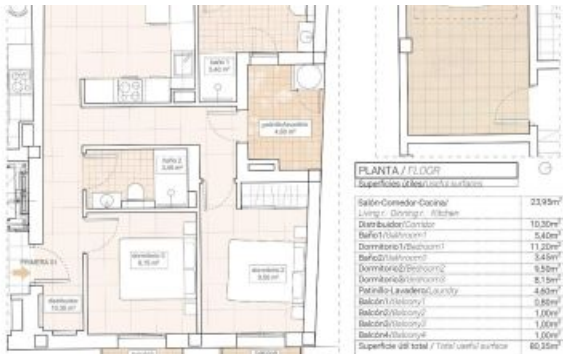 baño 1
5,40 m²
patinillo/lavadero
4,60 m²
baño 2
3,45 m²
PRIMERA 01
dormitorio 3
8,15 m²
dormitorio 2
9,50 m²
distribuidor
10,30 m²
PLANTA / FLOOR
Superficies útiles/Useful surfaces
Salón-Comedor-Cocina/ 23,95m²
Living r. Dinning r. Kitchen
Distribuidor/Corridor 10,30m²
Baño1/Bathroom1 5,40m²
Dormitorio1/Bedroom1 11,20m²
Baño2/Bathroom2 3,45m²
Dormitorio2/Bedroom2 9,50m²
Dormitorio3/Bedroom3 8,15m²
Patinillo-Lavadero/Laundry 4,60m²
Balcón1/Balcony1 0,80m²
Balcón2/Balcony2 1,00m²
Balcón3/Balcony3 1,00m²
Balcón4/Balcony4 1,00m²
Superficie útil total / Total useful surface 80,35m²